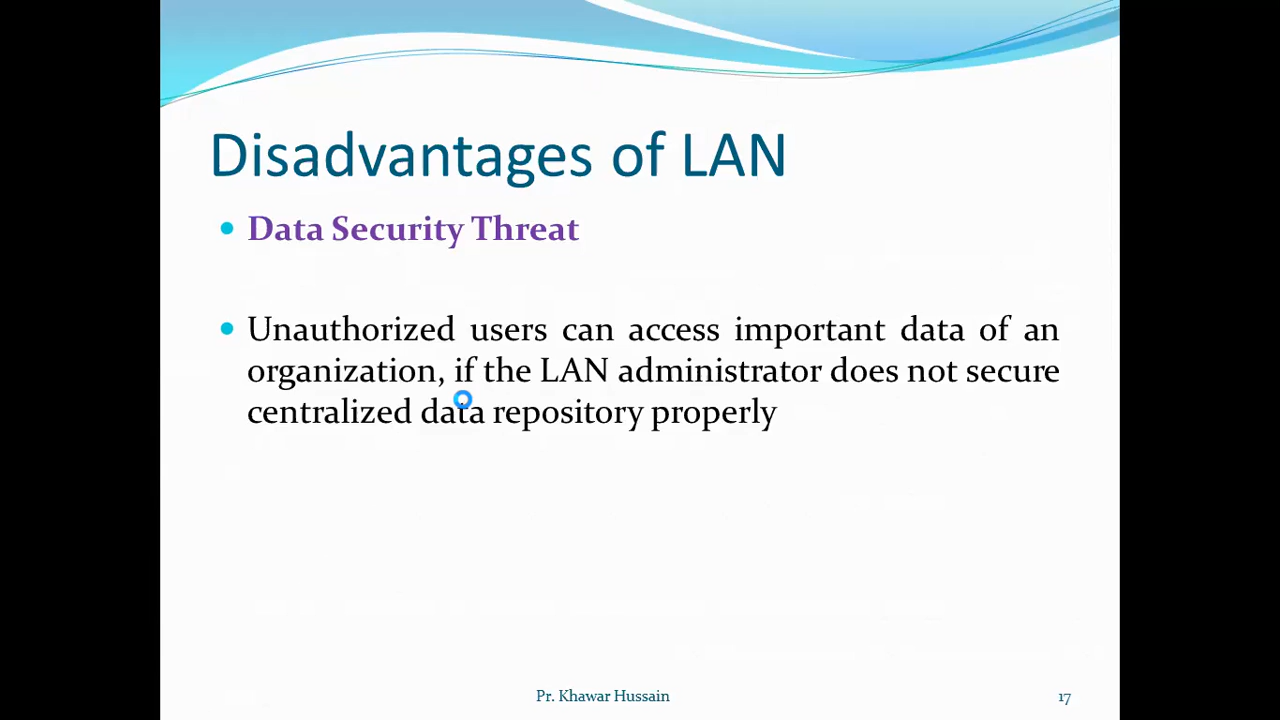 Disadvantages of LAN
Data Security Threat
Unauthorized users can access important data of an
organization, if the LAN administrator does not secure
centralized data repository properly
Pr. Khawar Hussain
17